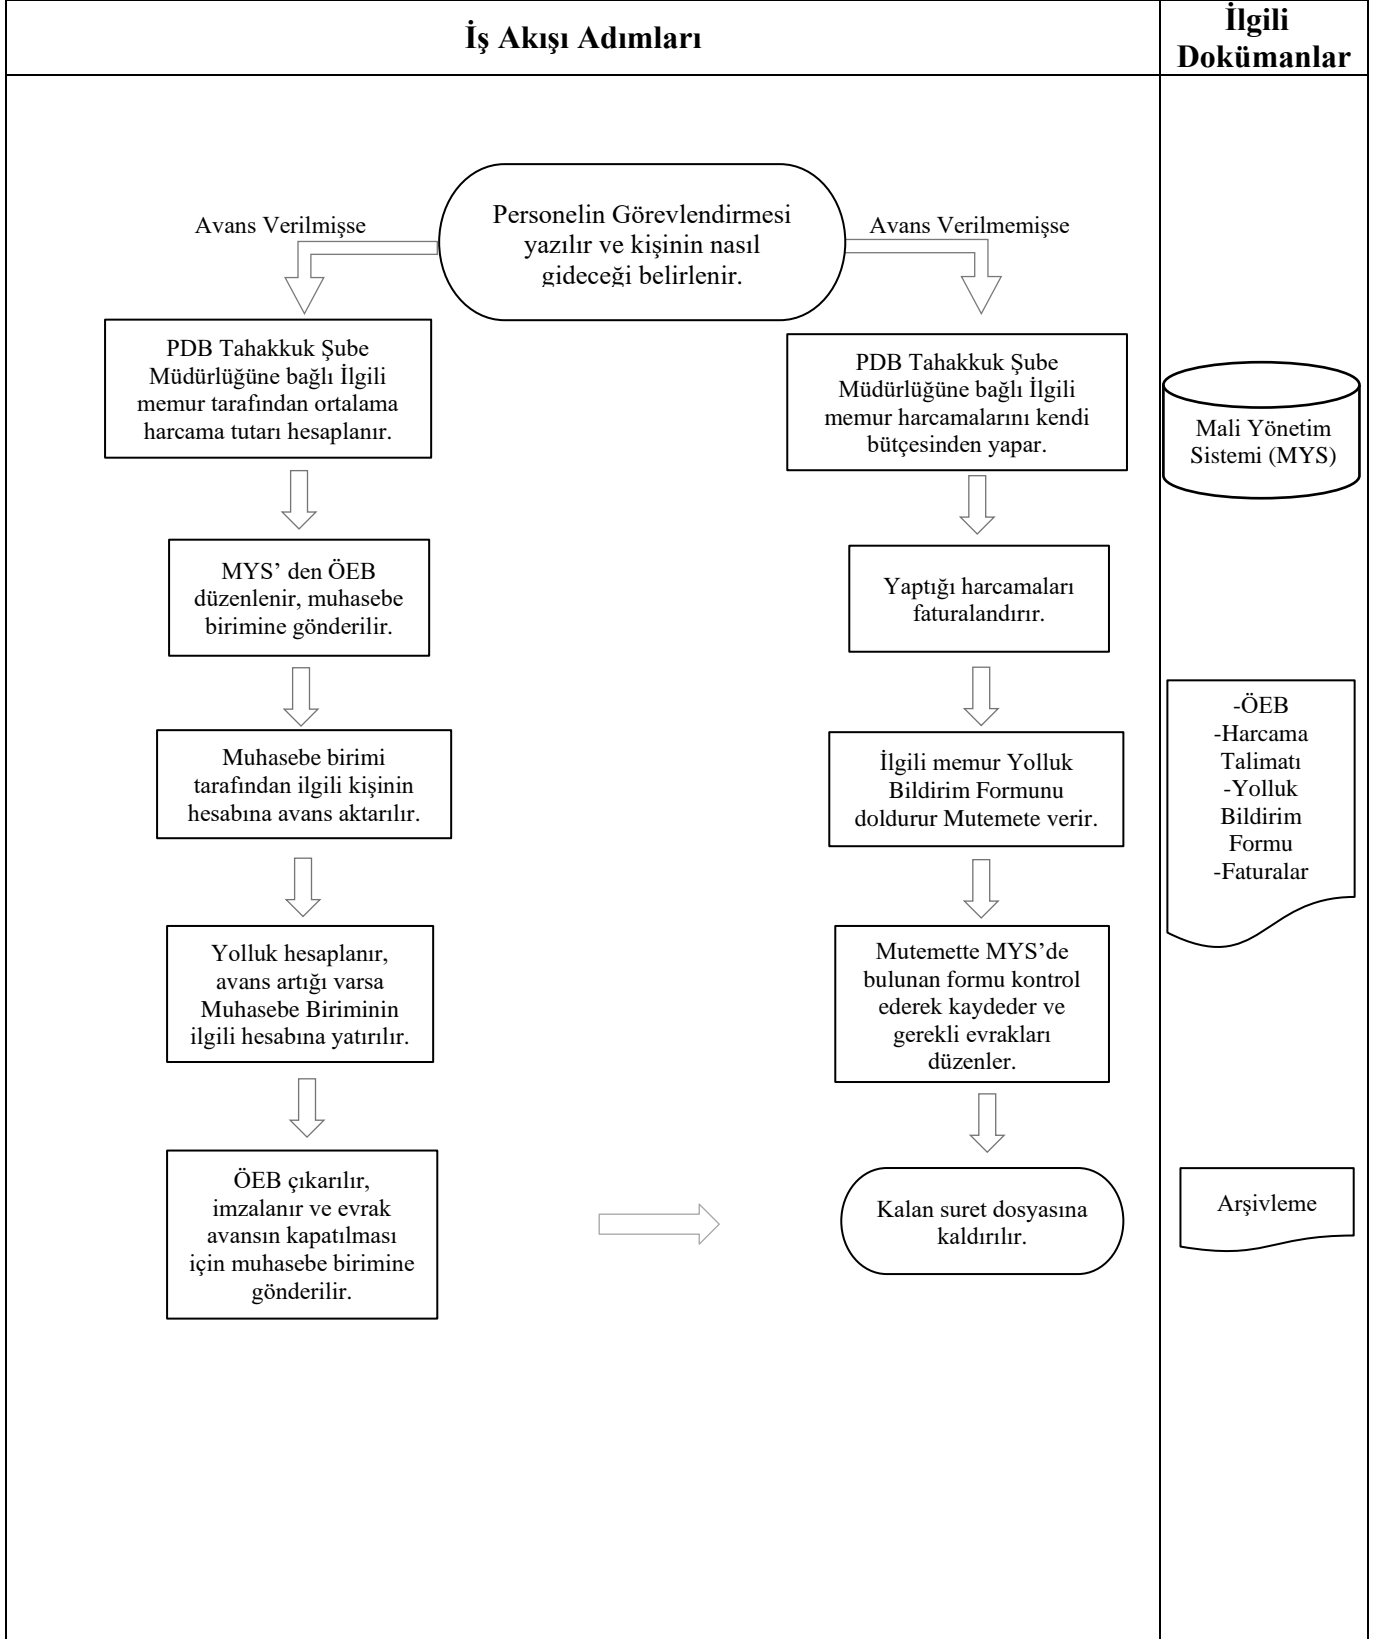 İş Akışı Adımları
İlgili
Dokümanlar
Personelin Görevlendirmesi
yazılır ve kişinin nasıl
gideceği belirlenir.
Avans Verilmişse
Avans Verilmemişse
PDB Tahakkuk Şube
Müdürlüğüne bağlı İlgili
memur tarafından ortalama
harcama tutarı hesaplanır.
MYS’ den ÖEB
düzenlenir, muhasebe
birimine gönderilir.
Muhasebe birimi
tarafından ilgili kişinin
hesabına avans aktarılır.
Yolluk hesaplanır,
avans artığı varsa
Muhasebe Biriminin
ilgili hesabına yatırılır.
ÖEB çıkarılır,
imzalanır ve evrak
avansın kapatılması
için muhasebe birimine
gönderilir.
PDB Tahakkuk Şube
Müdürlüğüne bağlı İlgili
memur harcamalarını kendi
bütçesinden yapar.
Yaptığı harcamaları
faturalandırır.
İlgili memur Yolluk
Bildirim Formunu
doldurur Mutemete verir.
Mutemette MYS’de
bulunan formu kontrol
ederek kaydeder ve
gerekli evrakları
düzenler.
Kalan suret dosyasına
kaldırılır.
Mali Yönetim
Sistemi (MYS)
-ÖEB
-Harcama
Talimatı
-Yolluk
Bildirim
Formu
-Faturalar
Arşivleme